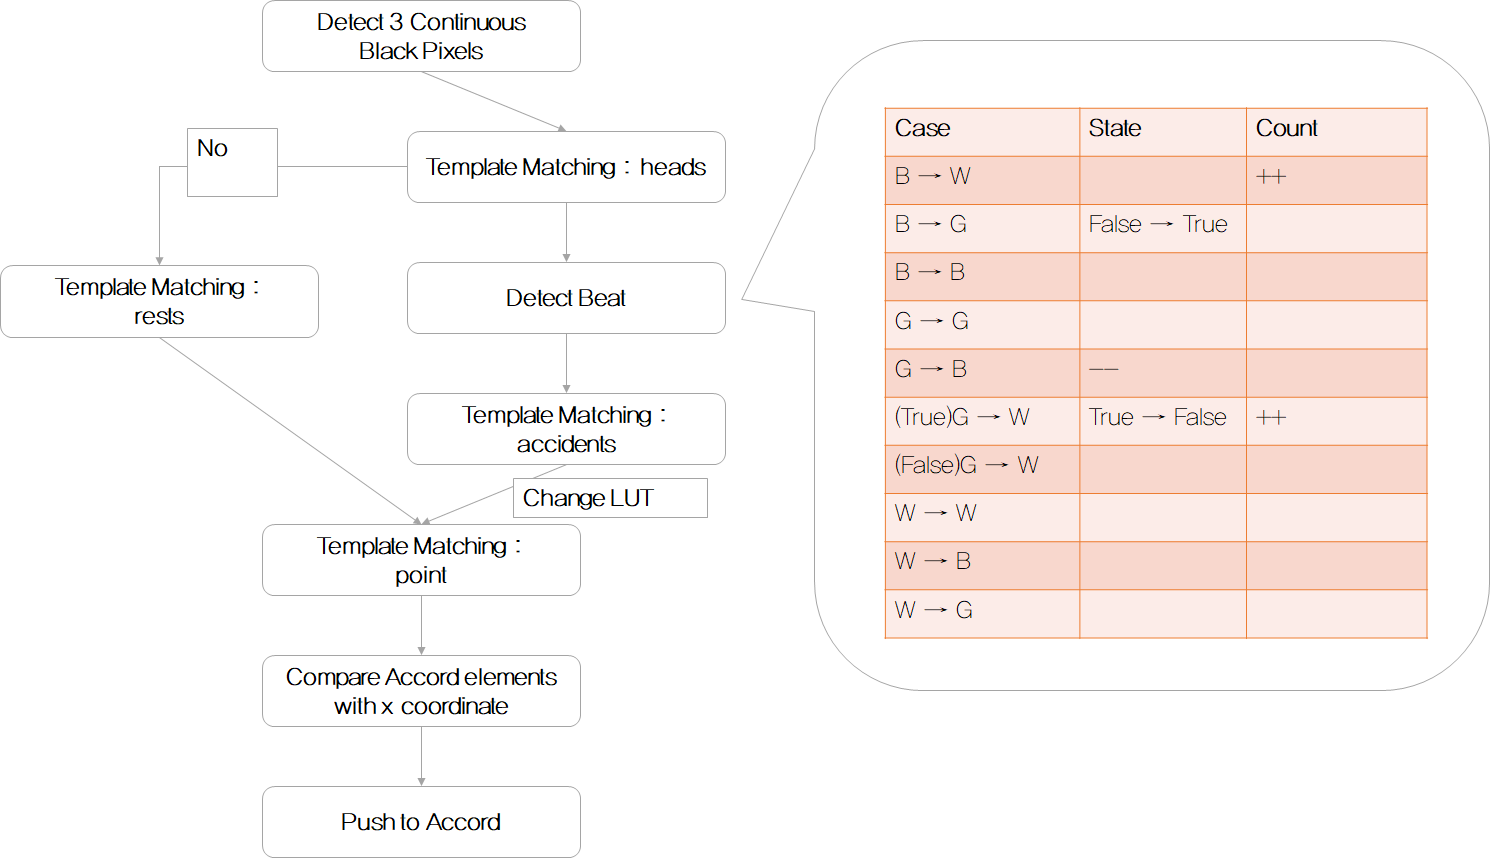 Detect 3 Continuous
Black Pixels
No
Template Matching : heads
Template Matching :
rests
Detect Beat
Template Matching :
accidents
Change LUT
Template Matching :
point
Compare Accord elements
with x coordinate
Push to Accord
Case State Count
B → W ++
B → G False → True
B → B
G → G
G → B −−
(True)G → W True → False ++
(False)G → W
W → W
W → B
W → G